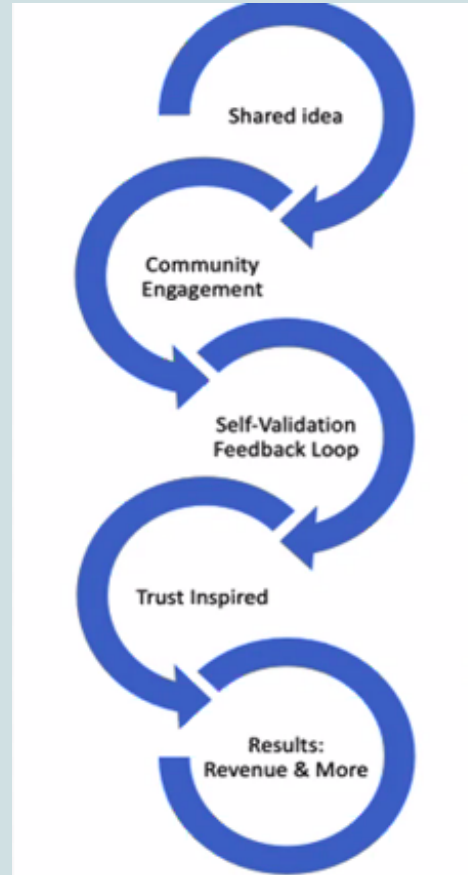 Shared idea
Community
Engagement
Self-Validation
Feedback Loop
Trust Inspired
Results:
Revenue & More